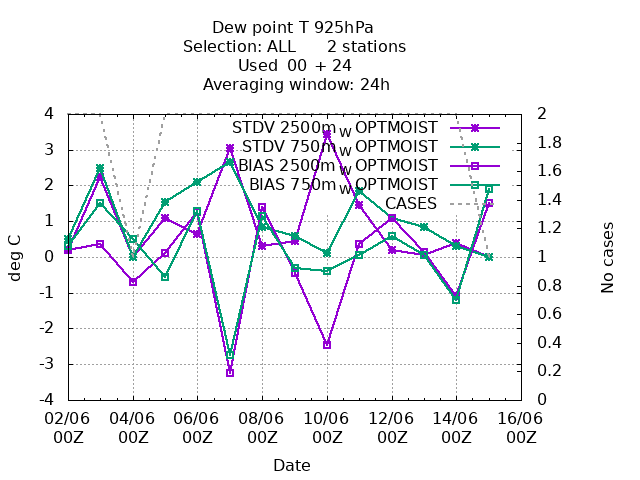 Dew point T 925hPa
Selection: ALL 2 stations
Used 00 + 24
Averaging window: 24h
STDV 2500m_W OPTMOIST
STDV 750m_W OPTMOIST
BIAS 2500m_W OPTMOIST
BIAS 750m_W OPTMOIST
CASES
4
3
2
1
0
-1
-2
-3
-4
deg C
2
1.8
1.6
1.4
1.2
1
0.8
0.6
0.4
0.2
0
No cases
02/06 04/06 06/06 08/06 10/06 12/06 14/06 16/06
00Z 00Z 00Z 00Z 00Z 00Z 00Z 00Z
Date